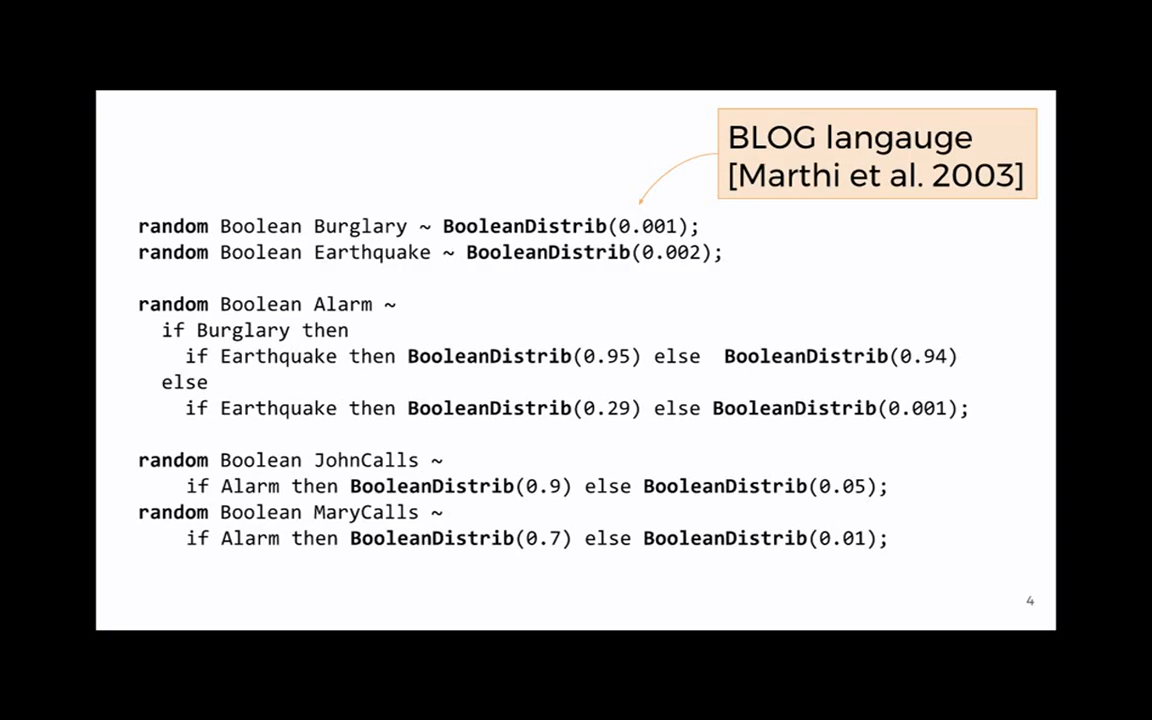 BLOG langauge
[Marthi et al. 2003]
random Boolean Burglary ~ BooleanDistrib(0.001);
random Boolean Earthquake ~ BooleanDistrib(0.002);
random Boolean Alarm ~
if Burglary then
if Earthquake then BooleanDistrib(0.95) else BooleanDistrib(0.94)
else
if Earthquake then BooleanDistrib(0.29) else BooleanDistrib(0.001);
random Boolean JohnCalls ~
if Alarm then BooleanDistrib(0.9) else BooleanDistrib(0.05);
random Boolean MaryCalls ~
if Alarm then BooleanDistrib(0.7) else BooleanDistrib(0.01);
4